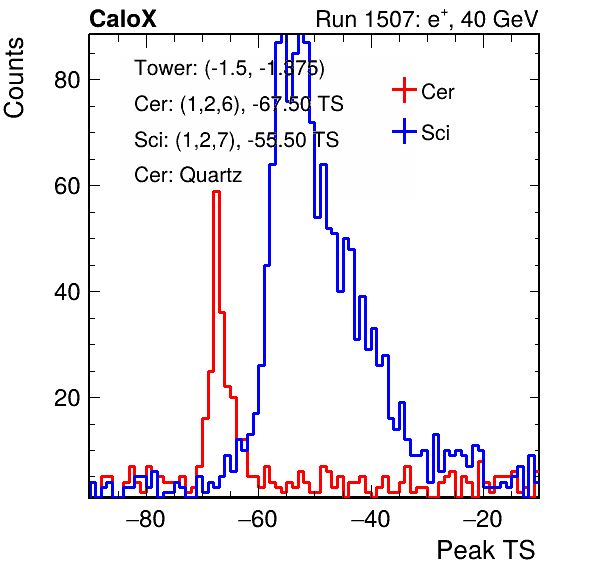 CaloX Run 1507: e⁺, 40 GeV
Counts
Tower: (-1.5, -1.375)
Cer: (1,2,6), -67.50 TS
Sci: (1,2,7), -55.50 TS
Cer: Quartz
Cer
Sci
80
60
40
20
−80 −60 −40 −20
Peak TS